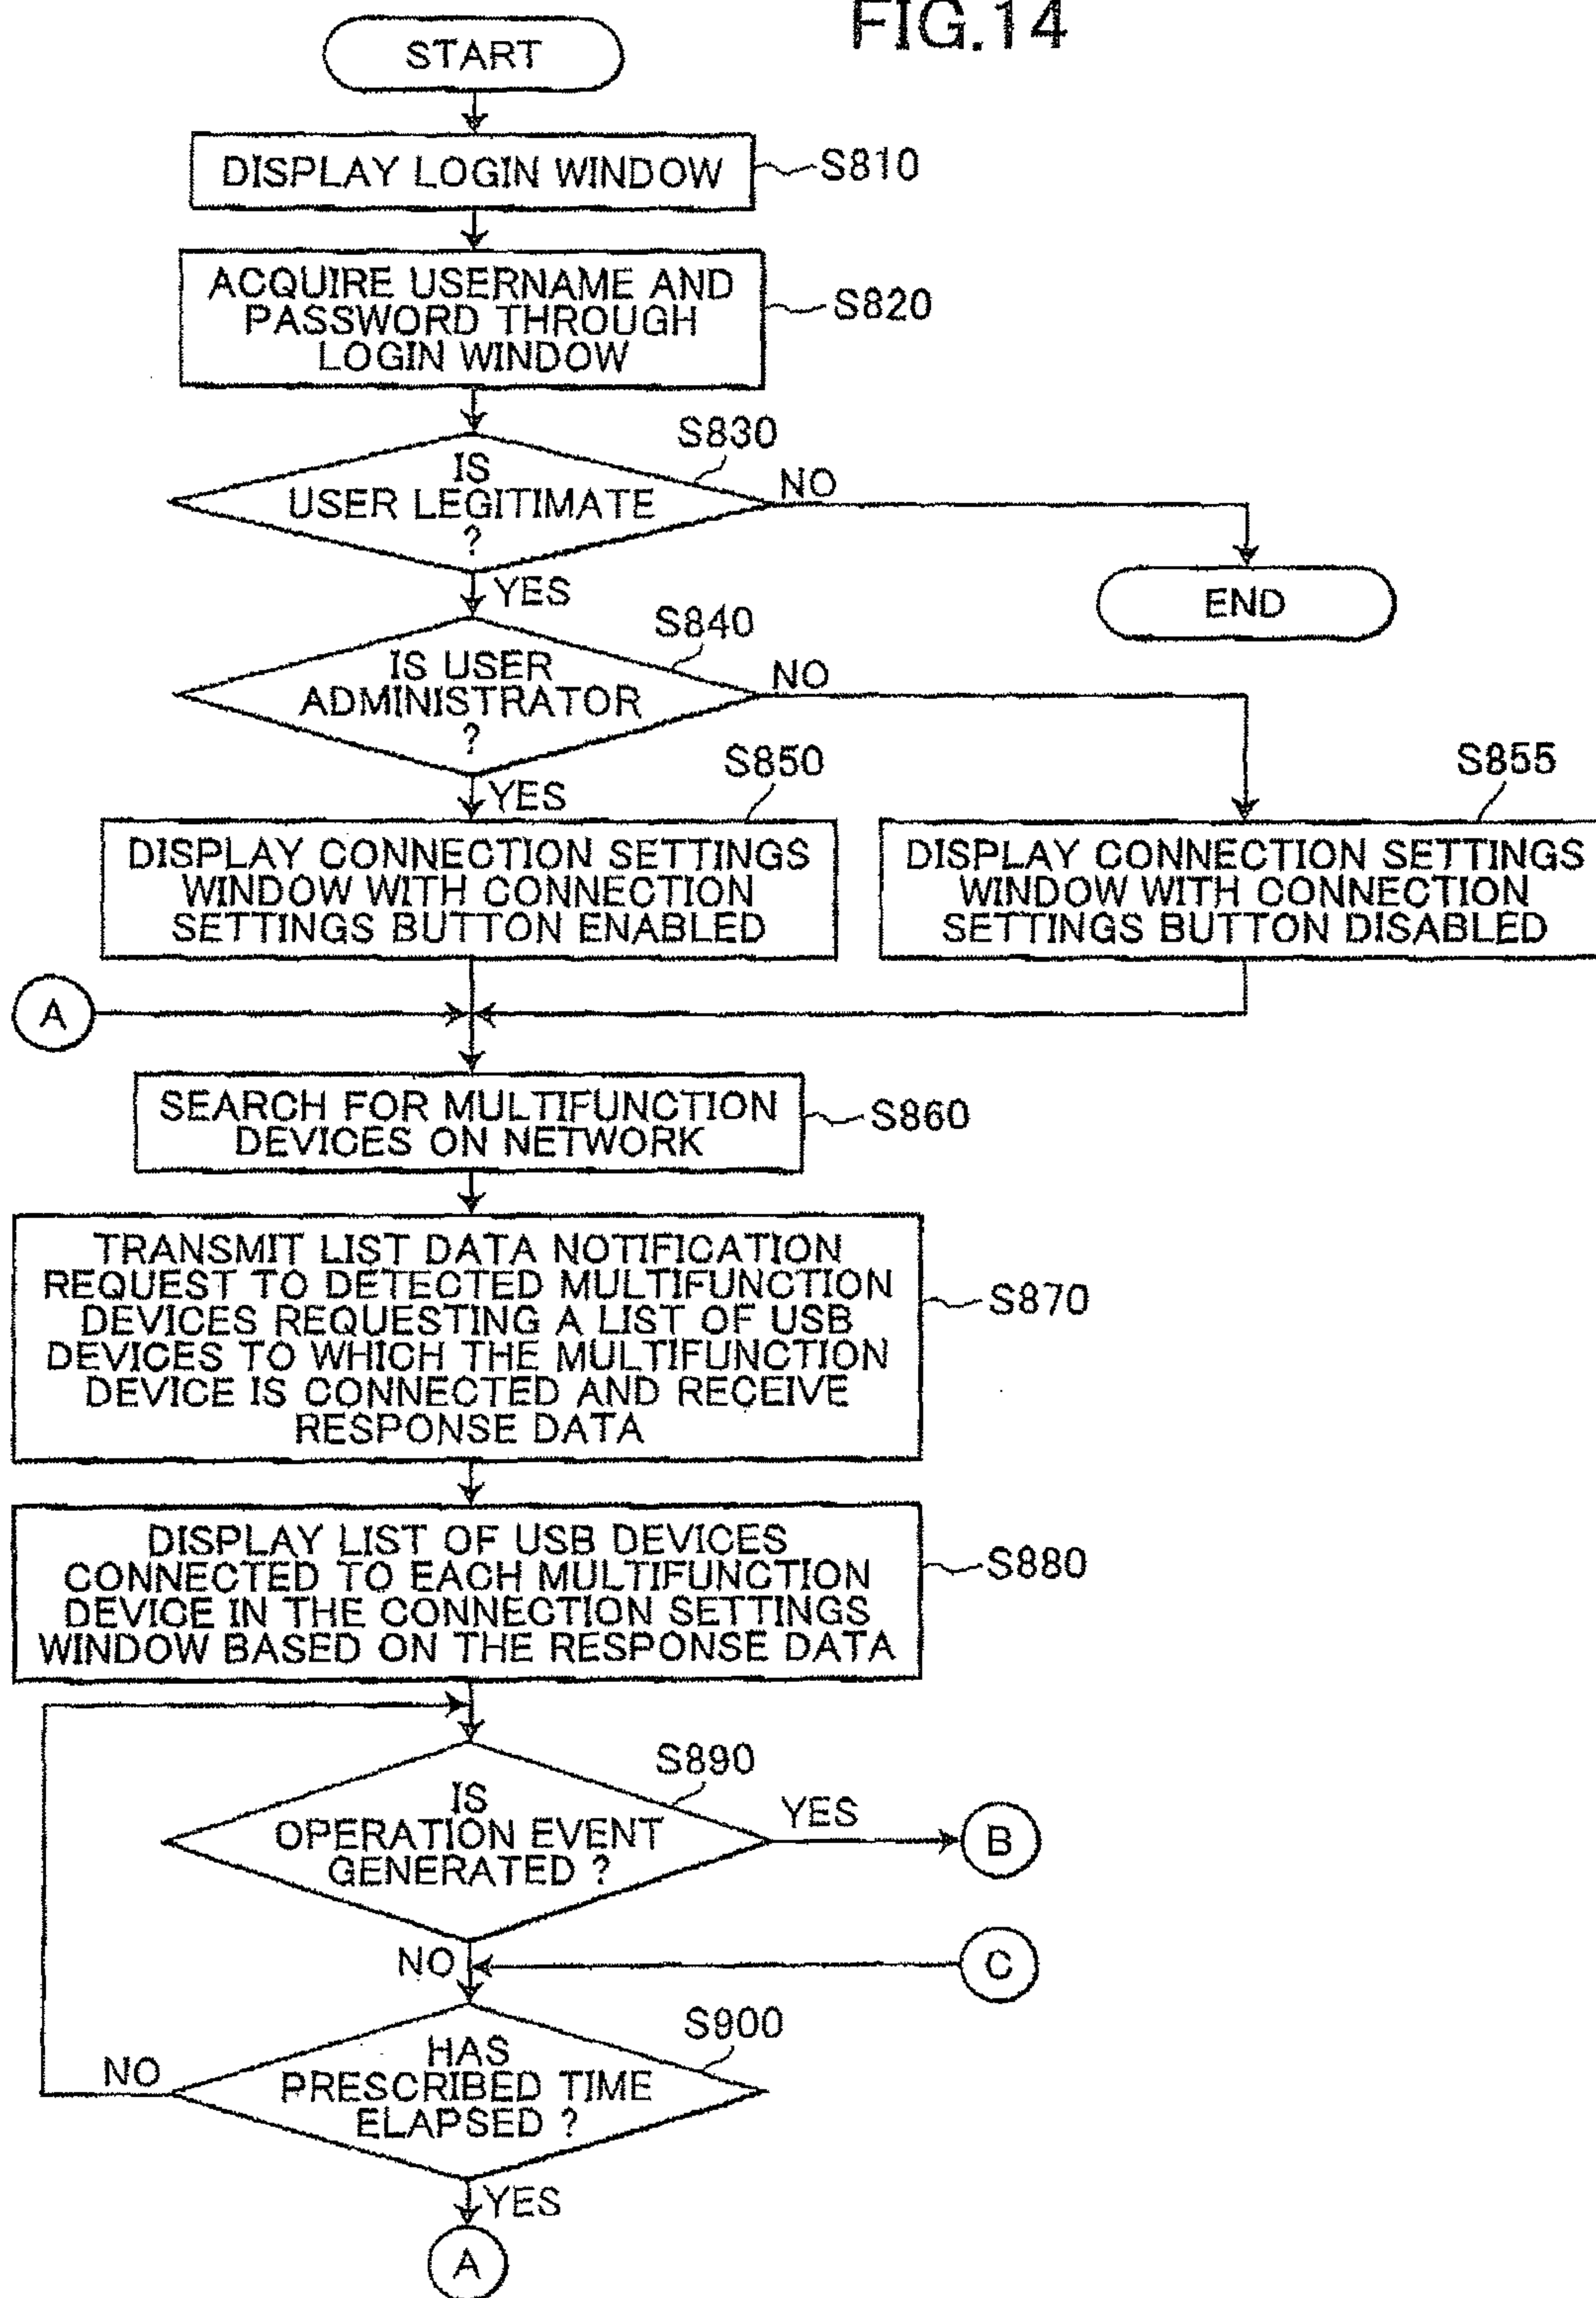 FIG.14
START
DISPLAY LOGIN WINDOW
S810
ACQUIRE USERNAME AND
PASSWORD THROUGH
LOGIN WINDOW
S820
S830
IS
USER LEGITIMATE
?
NO
YES
END
S840
IS USER
ADMINISTRATOR
?
NO
YES
S850
DISPLAY CONNECTION SETTINGS
WINDOW WITH CONNECTION
SETTINGS BUTTON ENABLED
S855
DISPLAY CONNECTION SETTINGS
WINDOW WITH CONNECTION
SETTINGS BUTTON DISABLED
A
SEARCH FOR MULTIFUNCTION
DEVICES ON NETWORK
S860
TRANSMIT LIST DATA NOTIFICATION
REQUEST TO DETECTED MULTIFUNCTION
DEVICES REQUESTING A LIST OF USB
DEVICES TO WHICH THE MULTIFUNCTION
DEVICE IS CONNECTED AND RECEIVE
RESPONSE DATA
S870
DISPLAY LIST OF USB DEVICES
CONNECTED TO EACH MULTIFUNCTION
DEVICE IN THE CONNECTION SETTINGS
WINDOW BASED ON THE RESPONSE DATA
S880
S890
IS
OPERATION EVENT
GENERATED ?
YES
B
NO
C
S900
HAS
PRESCRIBED TIME
ELAPSED ?
NO
YES
A